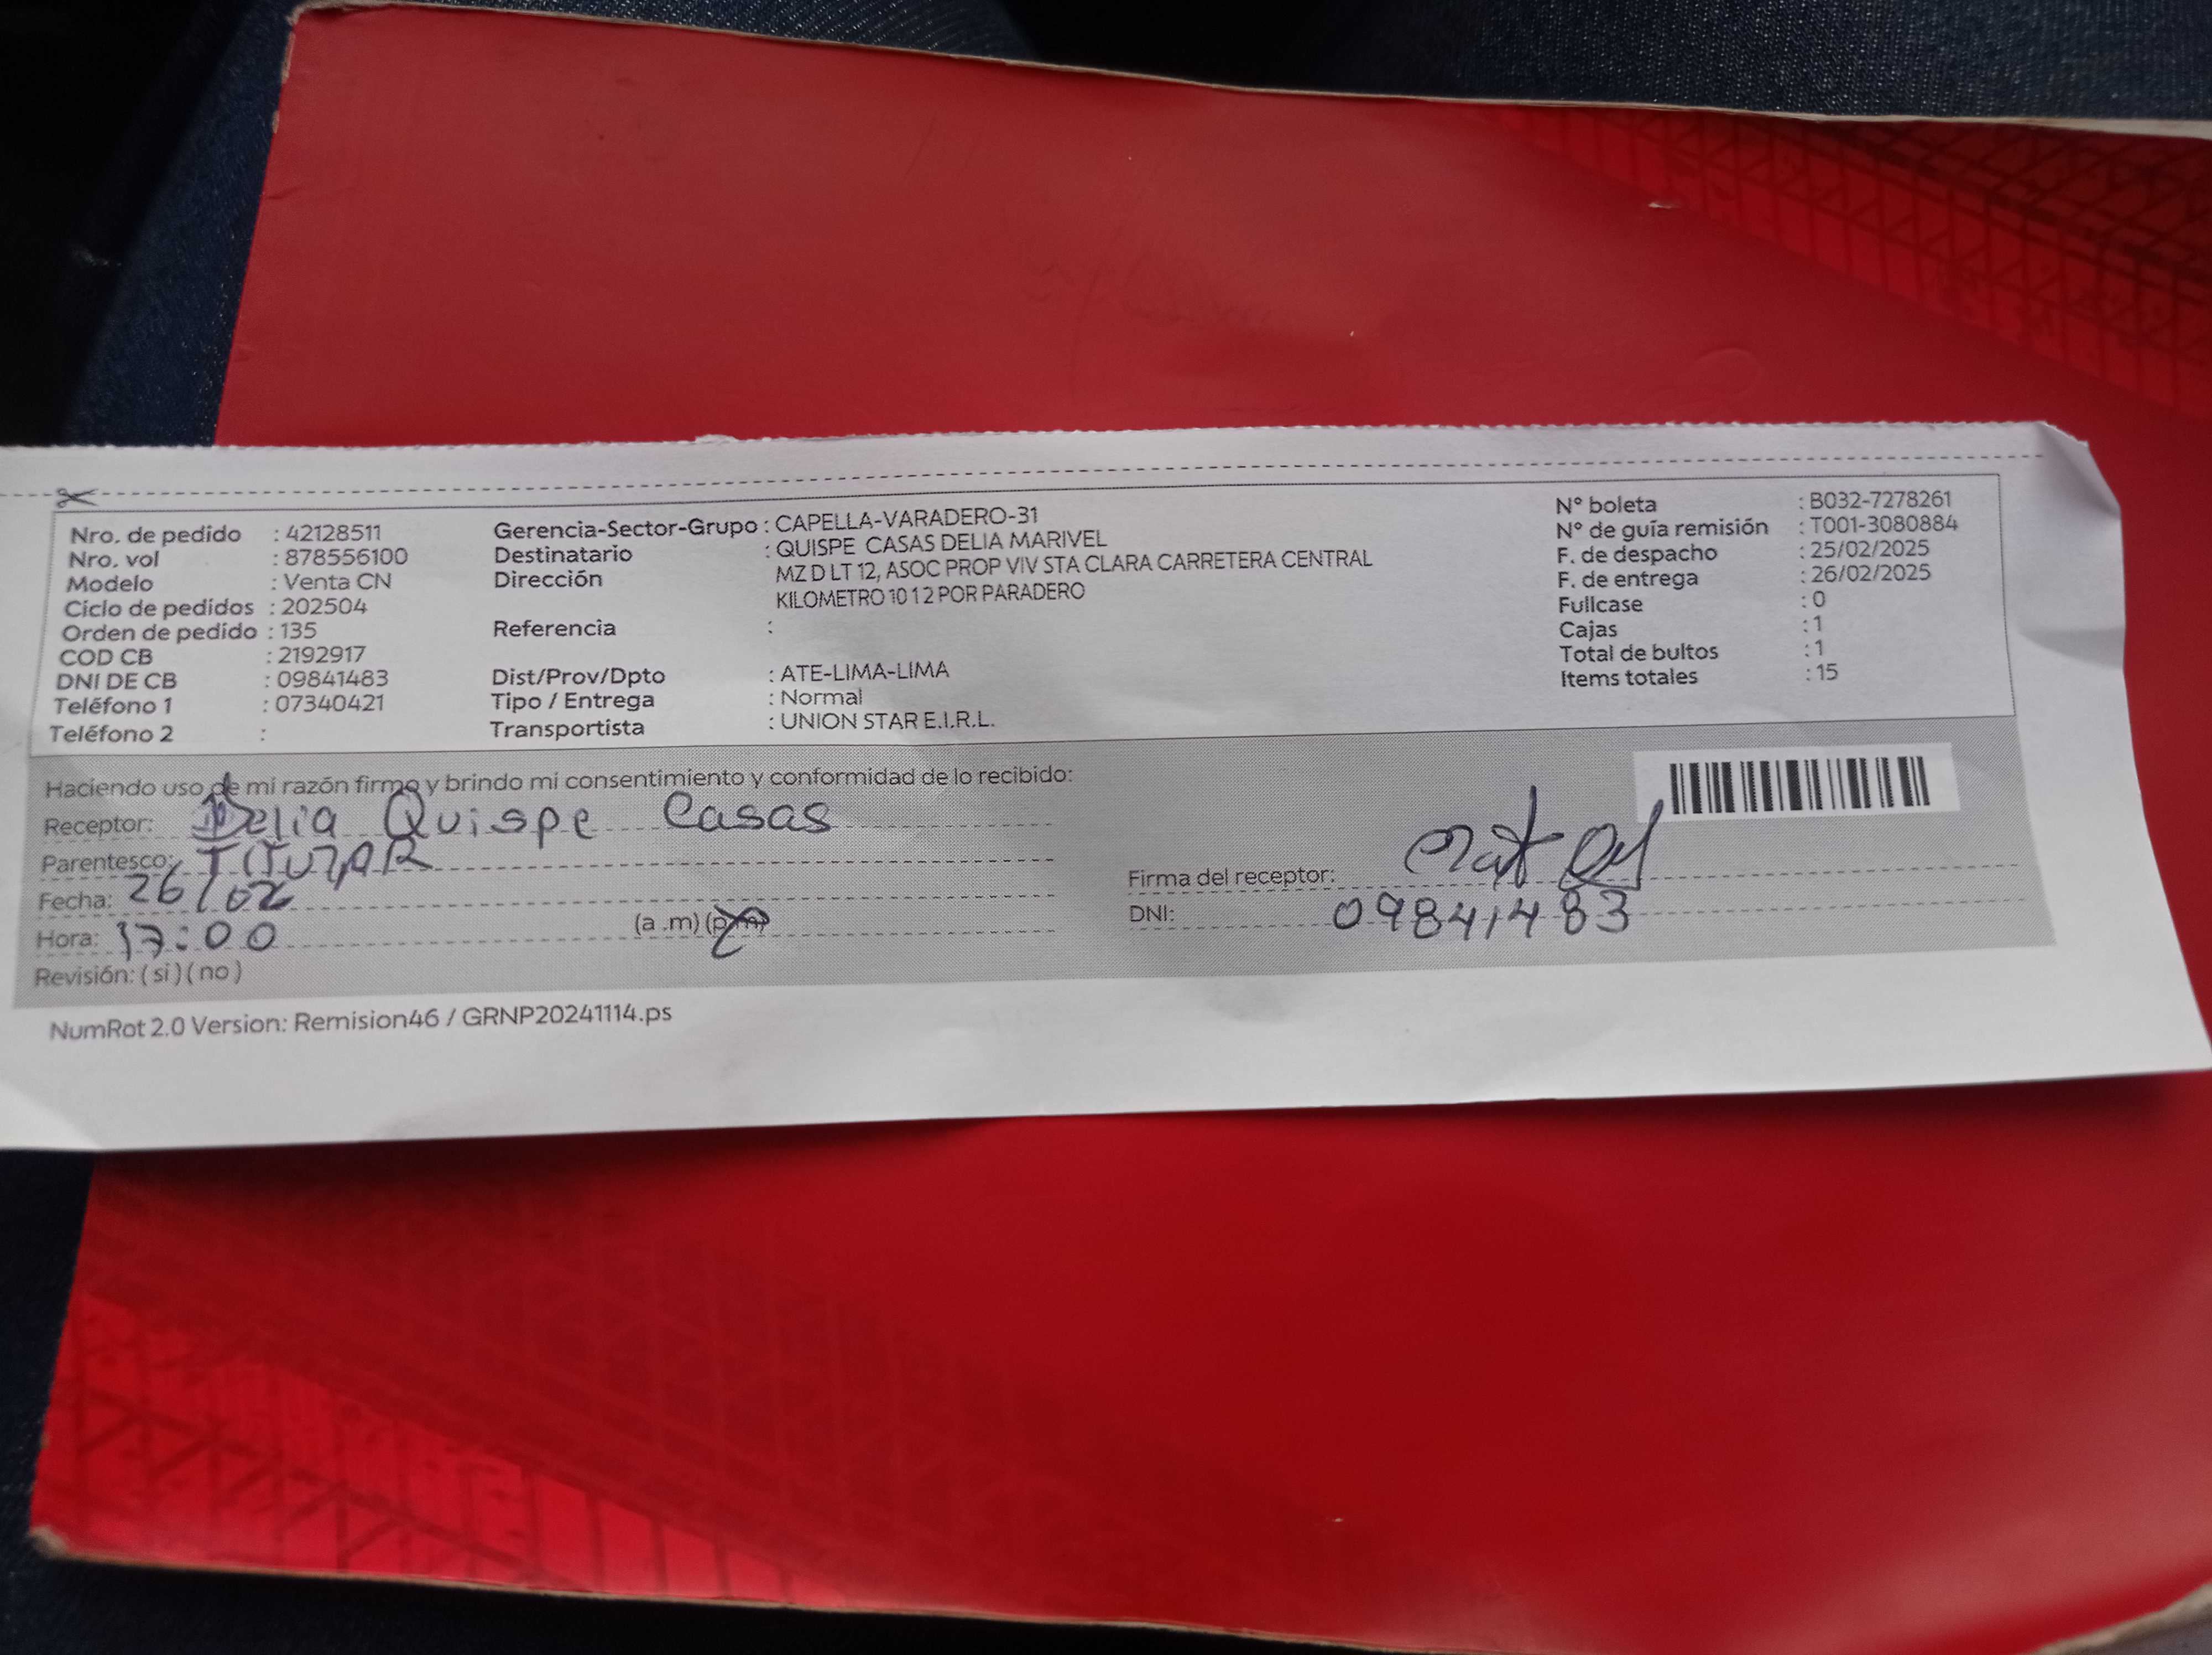 Nro. de pedido : 42128511
Nro. vol : 878556100
Modelo : Venta CN
Ciclo de pedidos : 202504
Orden de pedido : 135
COD CB : 2192917
DNI DE CB : 09841483
Teléfono 1 : 07340421
Teléfono 2 :
Gerencia-Sector-Grupo : CAPELLA-VARADERO-31
Destinatario : QUISPE CASAS DELIA MARIVEL
Dirección MZ D LT 12, ASOC PROP VIV STA CLARA CARRETERA CENTRAL
KILOMETRO 10 1 2 POR PARADERO
Referencia :
Dist/Prov/Dpto : ATE-LIMA-LIMA
Tipo / Entrega : Normal
Transportista : UNION STAR E.I.R.L.
N° boleta : B032-7278261
N° de guía remisión : T001-3080884
F. de despacho : 25/02/2025
F. de entrega : 26/02/2025
Fullcase : 0
Cajas : 1
Total de bultos : 1
Items totales : 15
Haciendo uso de mi razón firmo y brindo mi consentimiento y conformidad de lo recibido:
Receptor: Delia Quispe Casas
Parentesco: TITULAR
Fecha: 26/02
Hora: 17:00 (a .m) (p.m)
Revisión: ( si ) ( no )
Firma del receptor:
DNI: 09841483
NumRot 2.0 Version: Remision46 / GRNP20241114.ps